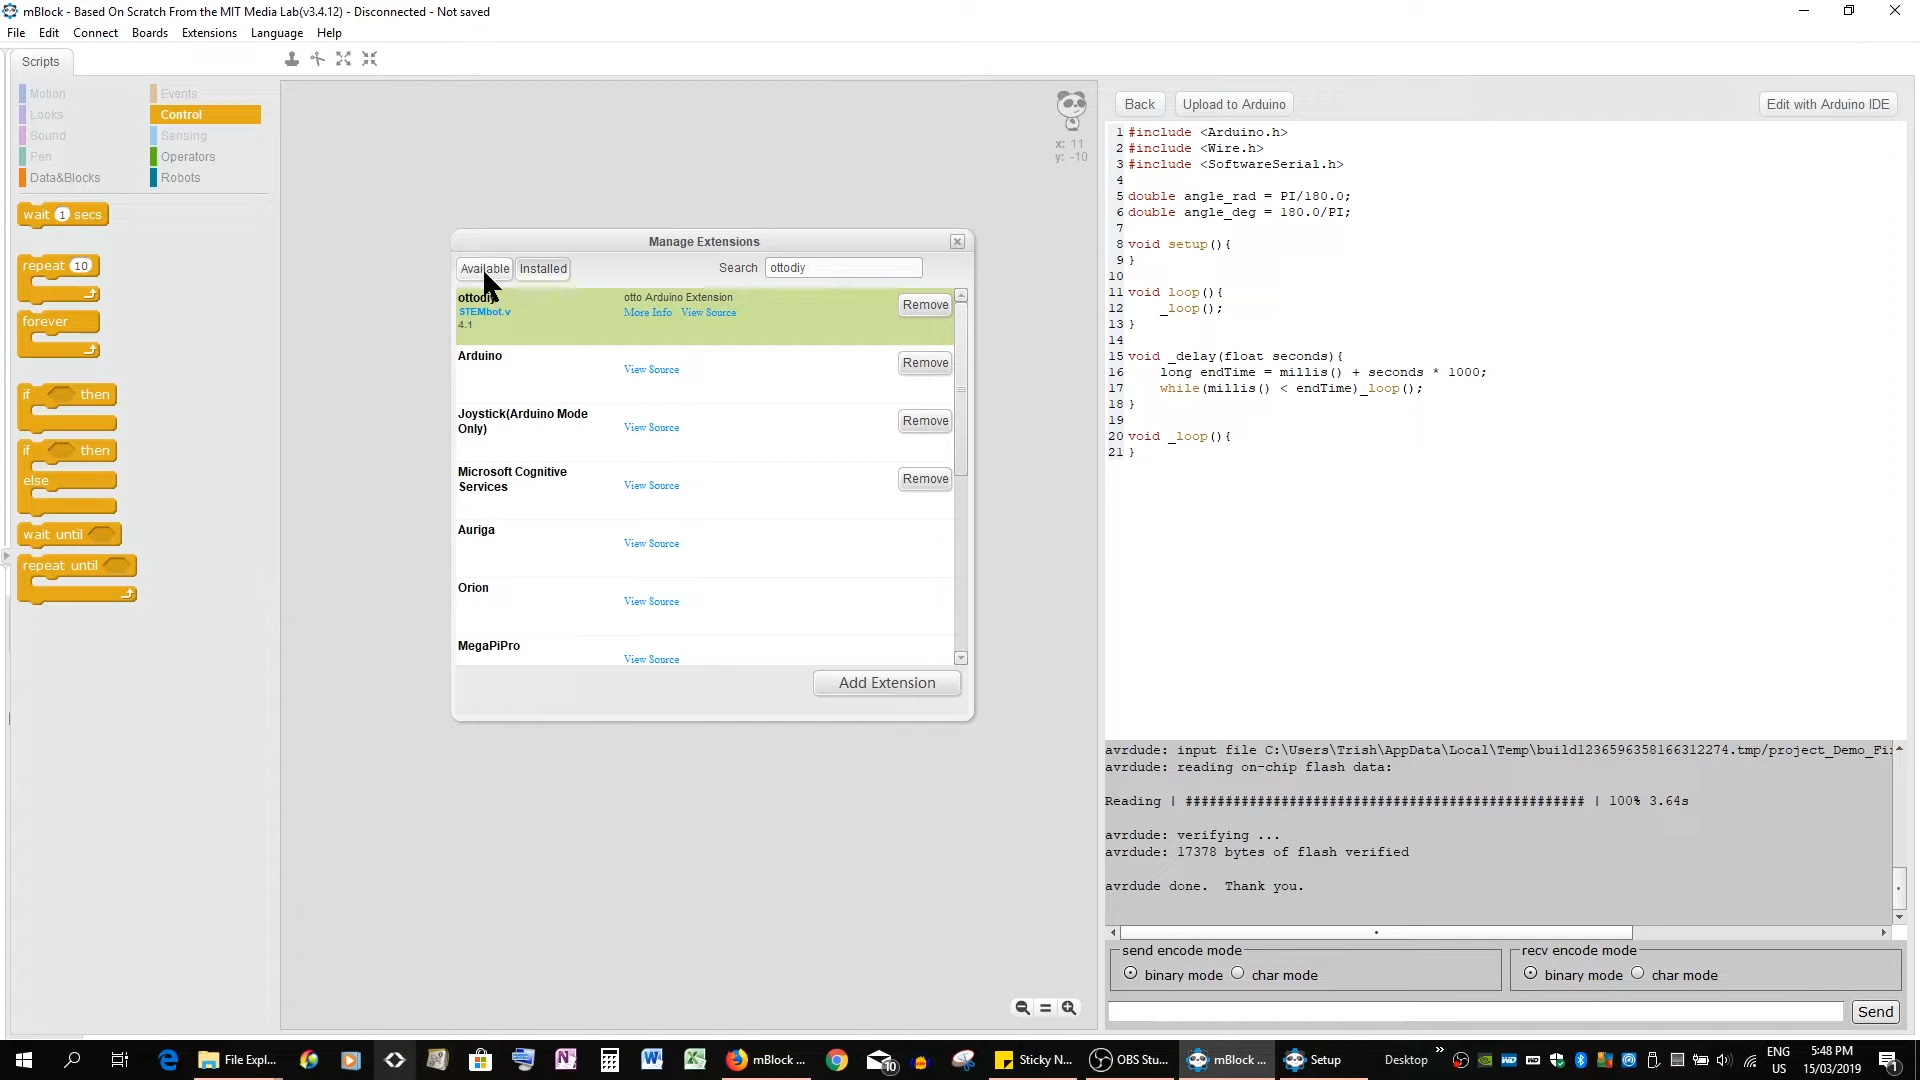 mBlock - Based On Scratch From the MIT Media Lab(v3.4.12) - Disconnected - Not saved
File Edit Connect Boards Extensions Language Help
Scripts
Motion Events
Looks Control
Sound Sensing
Pen Operators
Data&Blocks Robots
wait 1 secs
repeat 10
forever
if then
if then
else
wait until
repeat until
x: 11
y: -10
Manage Extensions
Available Installed Search ottodiy
ottodiy otto Arduino Extension Remove
STEMbot.v More Info View Source
4.1
Arduino Remove
View Source
Joystick(Arduino Mode Only) Remove
View Source
Microsoft Cognitive Services Remove
View Source
Auriga
View Source
Orion
View Source
MegaPiPro
View Source
Add Extension
Back Upload to Arduino Edit with Arduino IDE
1 #include <Arduino.h>
2 #include <Wire.h>
3 #include <SoftwareSerial.h>
4
5 double angle_rad = PI/180.0;
6 double angle_deg = 180.0/PI;
7
8 void setup(){
9 }
10
11 void loop(){
12 _loop();
13 }
14
15 void _delay(float seconds){
16 long endTime = millis() + seconds * 1000;
17 while(millis() < endTime)_loop();
18 }
19
20 void _loop(){
21 }
avrdude: input file C:\Users\Trish\AppData\Local\Temp\build1236596358166312274.tmp/project_Demo_Fi
avrdude: reading on-chip flash data:
Reading | ################################################## | 100% 3.64s
avrdude: verifying ...
avrdude: 17378 bytes of flash verified
avrdude done. Thank you.
send encode mode recv encode mode
binary mode char mode binary mode char mode
Send
File Expl... mBlock ... 10 Sticky N... OBS Stu... mBlock ... Setup Desktop » ENG 5:48 PM
US 15/03/2019 1